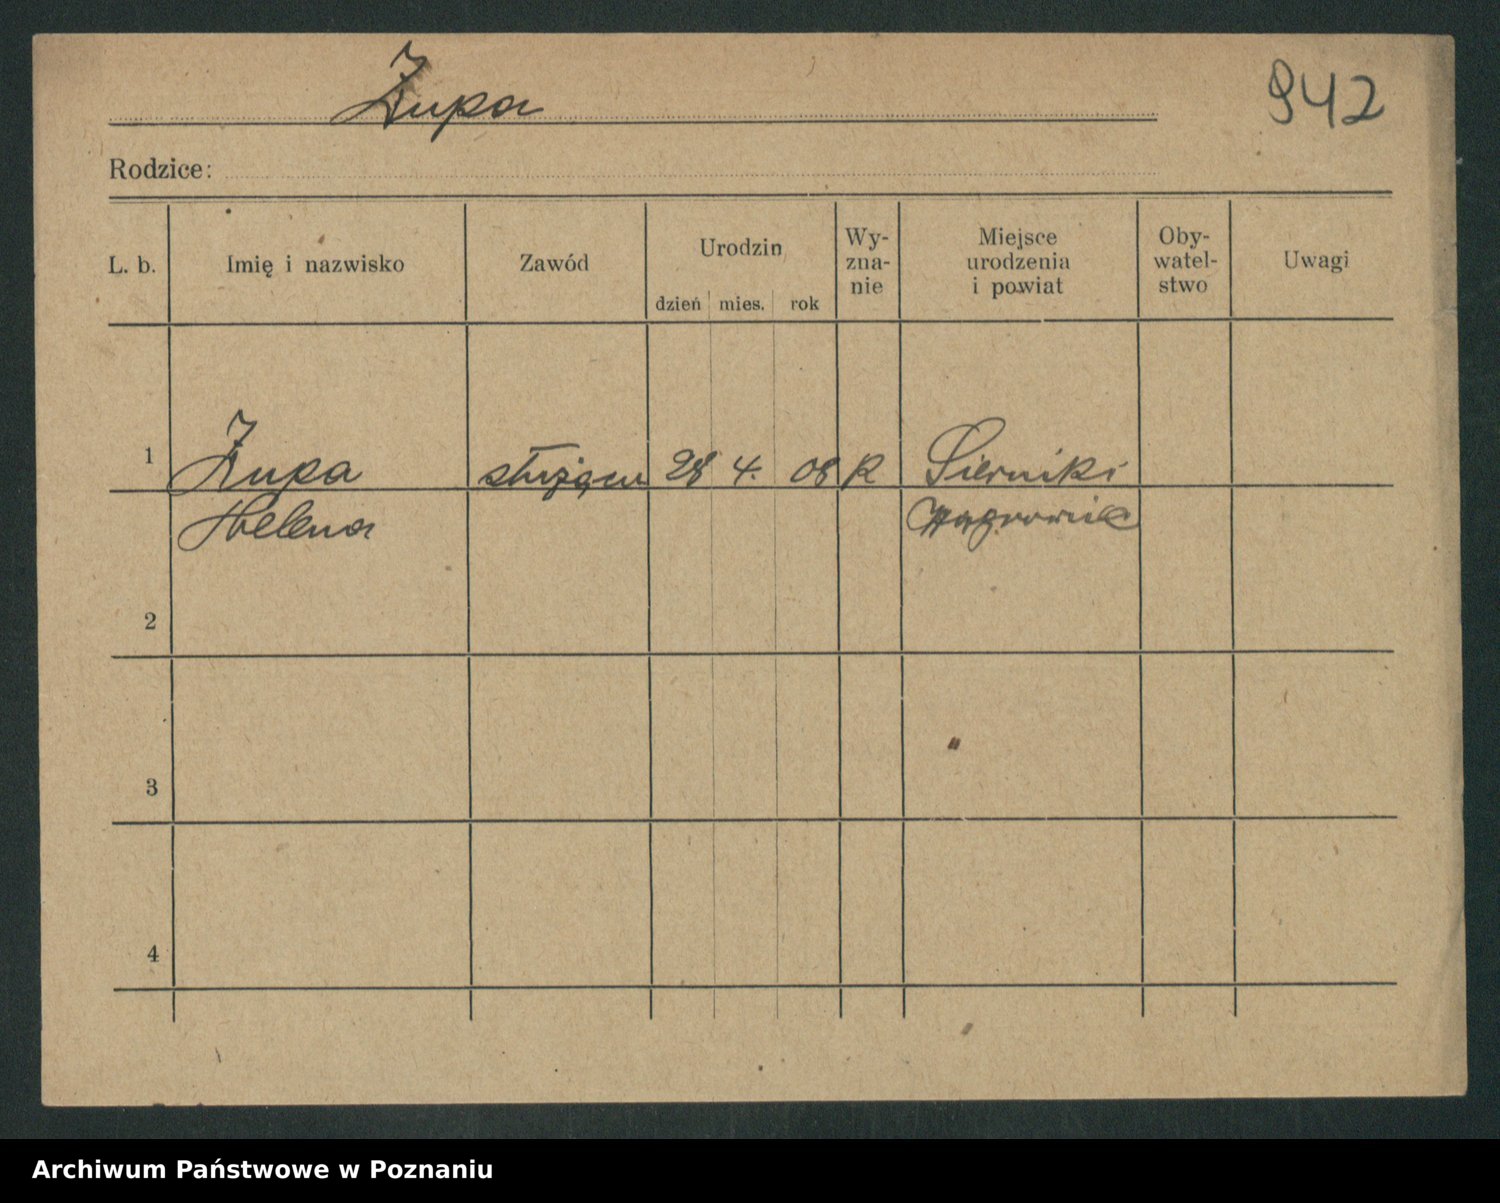 Żupa
942
Rodzice:
L. b. Imię i nazwisko Zawód Urodzin dzień mies. rok Wy-zna-nie Miejsce urodzenia i powiat Oby-watel-stwo Uwagi
1 Żupa służąca 28 4. 08 R Sierniki
Helena Wągrowiec
2
3
4
Archiwum Państwowe w Poznaniu